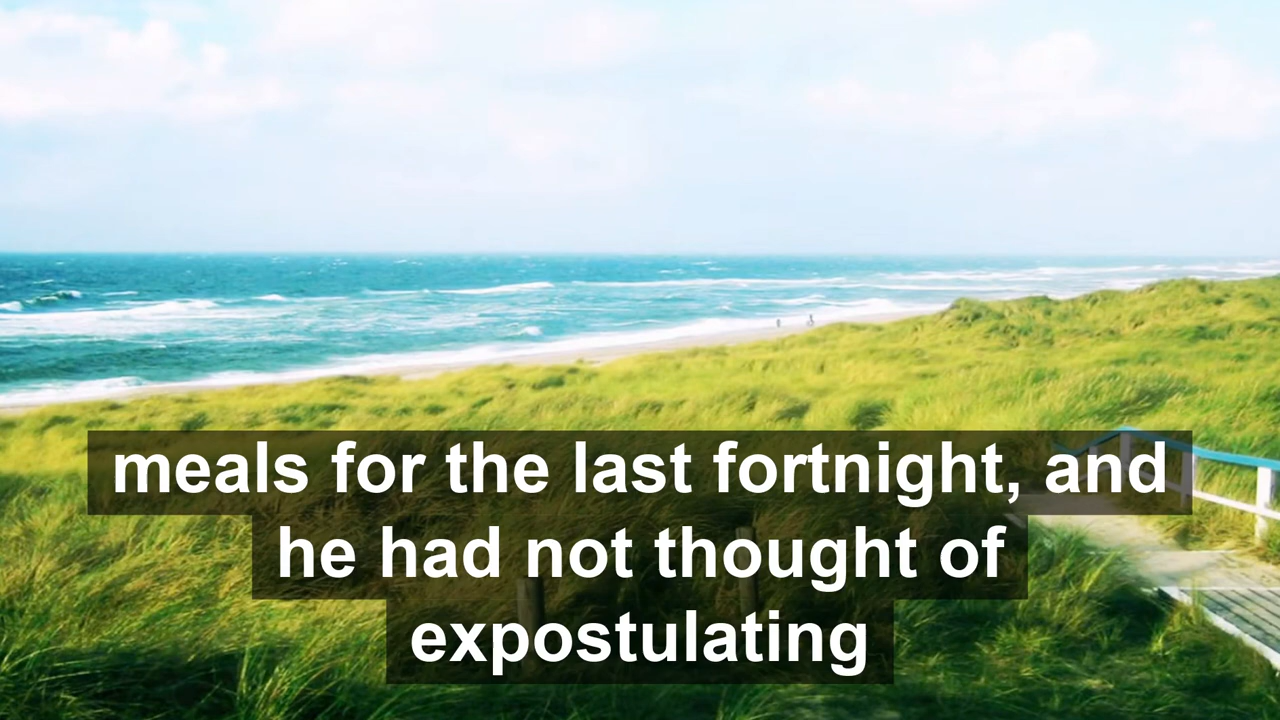 meals for the last fortnight, and
he had not thought of
expostulating